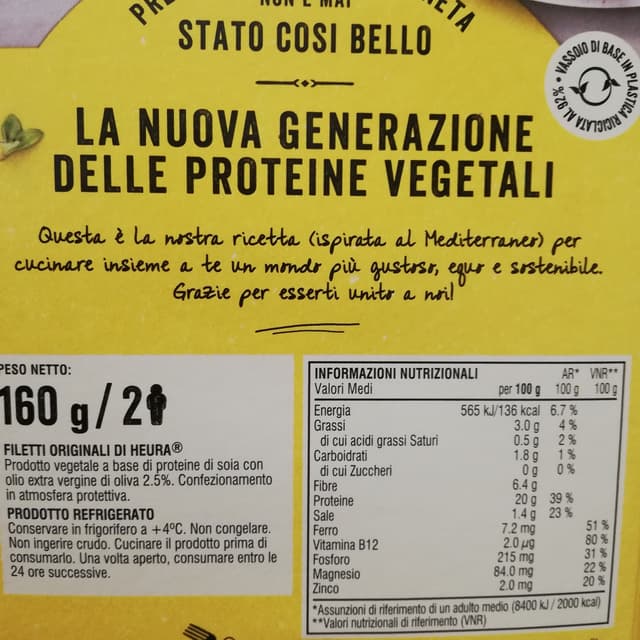 NON È MAI
STATO COSI BELLO
VASSOIO DI BASE IN PLASTICA RICICLATA AL 92%
LA NUOVA GENERAZIONE
DELLE PROTEINE VEGETALI
Questa è la nostra ricetta (ispirata al Mediterraneo) per
cucinare insieme a te un mondo più gustoso, equo e sostenibile.
Grazie per esserti unito a noi!
PESO NETTO:
160 g/2
FILETTI ORIGINALI DI HEURA®
Prodotto vegetale a base di proteine di soia con
olio extra vergine di oliva 2.5%. Confezionamento
in atmosfera protettiva.
PRODOTTO REFRIGERATO
Conservare in frigorifero a +4ºC. Non congelare.
Non ingerire crudo. Cucinare il prodotto prima di
consumarlo. Una volta aperto, consumare entro le
24 ore successive.
INFORMAZIONI NUTRIZIONALI AR* VNR**
Valori Medi per 100 g 100 g 100 g
Energia 565 kJ/136 kcal 6.7 %
Grassi 3.0 g 4 %
di cui acidi grassi Saturi 0.5 g 2 %
Carboidrati 1.8 g 1 %
di cui Zuccheri 0 g 0 %
Fibre 6.4 g
Proteine 20 g 39 %
Sale 1.4 g 23 %
Ferro 7.2 mg 51 %
Vitamina B12 2.0 µg 80 %
Fosforo 215 mg 31 %
Magnesio 84.0 mg 22 %
Zinco 2.0 mg 20 %
*Assunzioni di riferimento di un adulto medio (8400 kJ / 2000 kcal)
**Valori nutrizionali di riferimento (VNR)